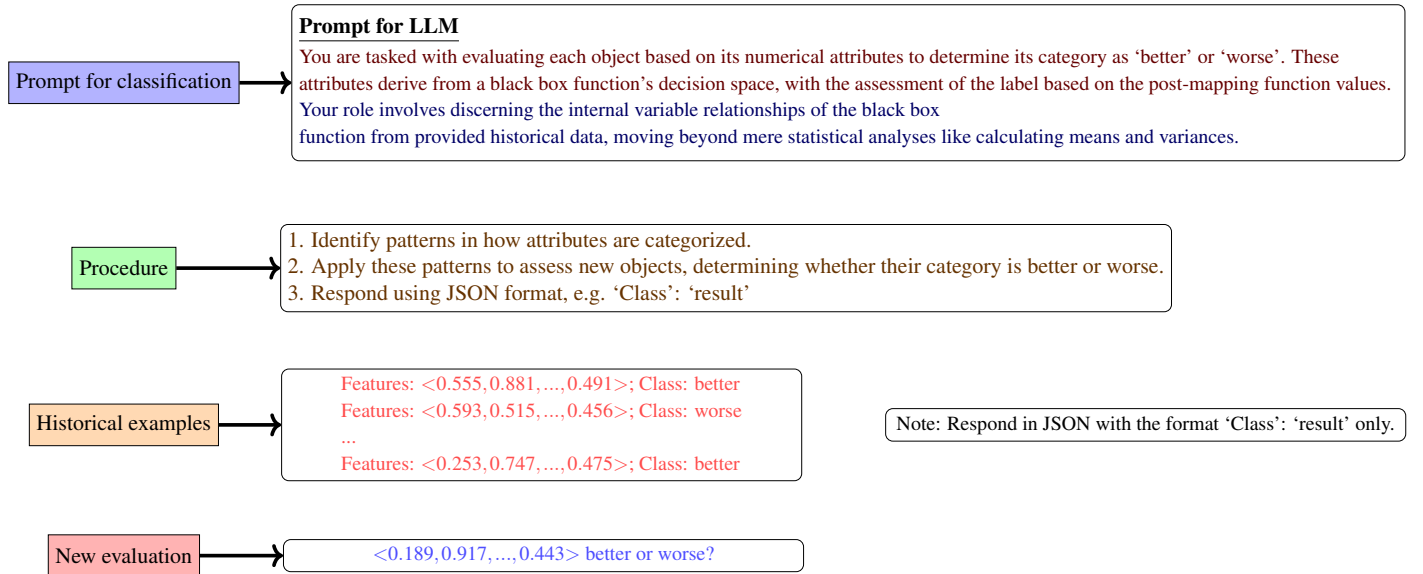 Prompt for LLM
Prompt for classification
You are tasked with evaluating each object based on its numerical attributes to determine its category as ‘better’ or ‘worse’. These
attributes derive from a black box function’s decision space, with the assessment of the label based on the post-mapping function values.
Your role involves discerning the internal variable relationships of the black box
function from provided historical data, moving beyond mere statistical analyses like calculating means and variances.
Procedure
1. Identify patterns in how attributes are categorized.
2. Apply these patterns to assess new objects, determining whether their category is better or worse.
3. Respond using JSON format, e.g. ‘Class’: ‘result’
Historical examples
Features: <0.555,0.881,...,0.491>; Class: better
Features: <0.593,0.515,...,0.456>; Class: worse
...
Features: <0.253,0.747,...,0.475>; Class: better
Note: Respond in JSON with the format ‘Class’: ‘result’ only.
New evaluation
<0.189,0.917,...,0.443> better or worse?